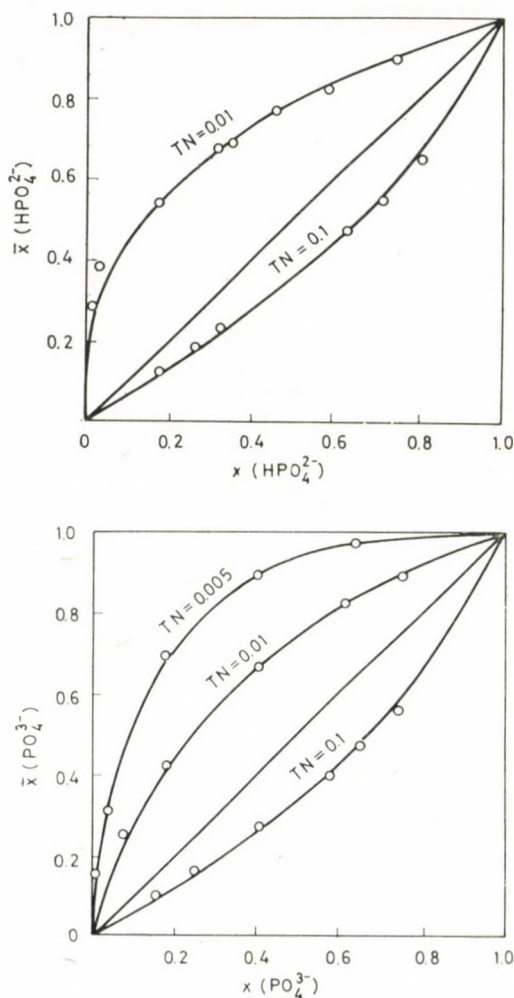 1.0
0.8
0.6
0.4
0.2
x̄ (HPO₄²⁻)
TN=0.01
TN=0.1
0 0.2 0.4 0.6 0.8 1.0
x (HPO₄²⁻)
1.0
0.8
0.6
0.4
0.2
0
x̄ (PO₄³⁻)
TN=0.005
TN=0.01
TN=0.1
0.2 0.4 0.6 0.8 1.0
x (PO₄³⁻)